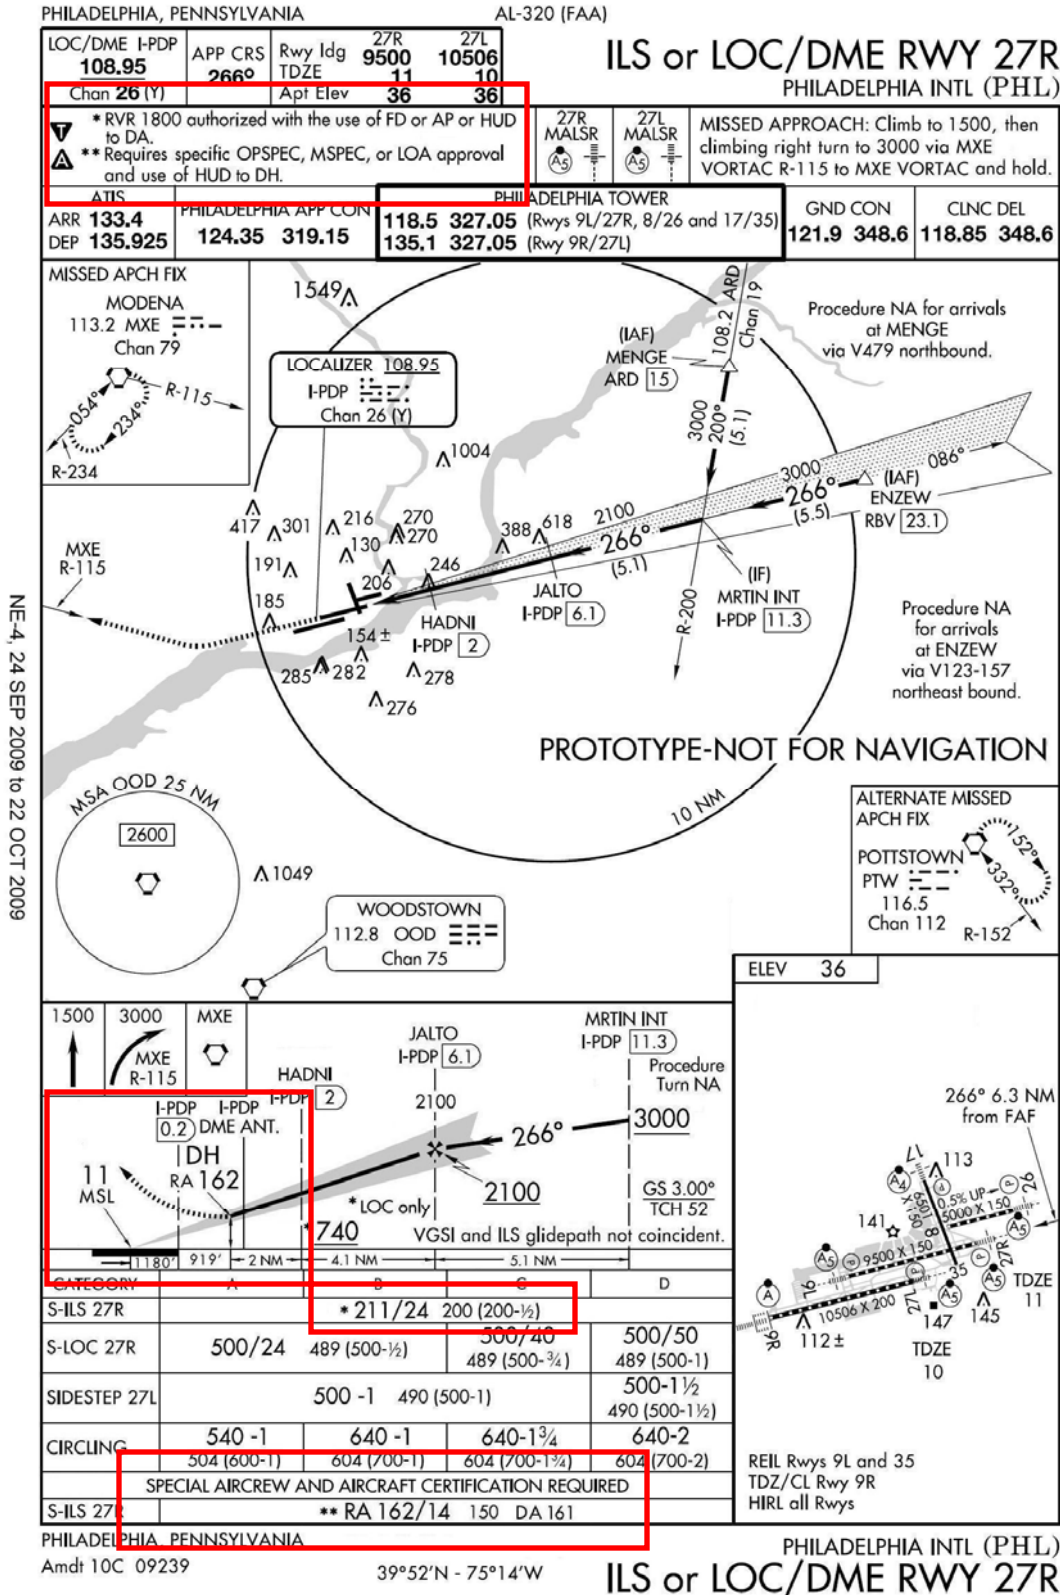 PHILADELPHIA, PENNSYLVANIA
AL-320 (FAA)
LOC/DME I-PDP
108.95
Chan 26 (Y)
APP CRS
266°
27R 27L
Rwy ldg 9500 10506
TDZE 11 10
Apt Elev 36 36
ILS or LOC/DME RWY 27R
PHILADELPHIA INTL (PHL)
T
A
* RVR 1800 authorized with the use of FD or AP or HUD
to DA.
** Requires specific OPSPEC, MSPEC, or LOA approval
and use of HUD to DH.
27R
MALSR
A5
27L
MALSR
A5
MISSED APPROACH: Climb to 1500, then
climbing right turn to 3000 via MXE
VORTAC R-115 to MXE VORTAC and hold.
ATIS
ARR 133.4
DEP 135.925
PHILADELPHIA APP CON
124.35 319.15
PHILADELPHIA TOWER
118.5 327.05 (Rwys 9L/27R, 8/26 and 17/35)
135.1 327.05 (Rwy 9R/27L)
GND CON
121.9 348.6
CLNC DEL
118.85 348.6
MISSED APCH FIX
MODENA
113.2 MXE
Chan 79
054°
234°
R-115
R-234
1549
LOCALIZER 108.95
I-PDP
Chan 26 (Y)
108.2 ARD
Chan 19
(IAF)
MENGE
ARD 15
3000
200°
(5.1)
Procedure NA for arrivals
at MENGE
via V479 northbound.
1004
3000
086°
266°
(5.5)
(IAF)
ENZEW
RBV 23.1
2100
266°
(5.1)
417
301
216
270
270
388
618
130
191
206
246
185
MXE
R-115
JALTO
I-PDP 6.1
HADNI
I-PDP 2
(IF)
MRTIN INT
I-PDP 11.3
R-200
154 ±
285
282
278
276
Procedure NA
for arrivals
at ENZEW
via V123-157
northeast bound.
PROTOTYPE-NOT FOR NAVIGATION
10 NM
NE-4, 24 SEP 2009 to 22 OCT 2009
MSA OOD 25 NM
2600
1049
WOODSTOWN
112.8 OOD
Chan 75
ALTERNATE MISSED
APCH FIX
POTTSTOWN
PTW
116.5
Chan 112
152°
332°
R-152
ELEV 36
1500
3000
MXE
R-115
MXE
JALTO
I-PDP 6.1
MRTIN INT
I-PDP 11.3
Procedure
Turn NA
HADNI
I-PDP 2
I-PDP
0.2
I-PDP
DME ANT.
DH
RA 162
11
MSL
2100
266°
3000
2100
*LOC only
740
GS 3.00°
TCH 52
VGSI and ILS glidepath not coincident.
1180' 919' 2 NM 4.1 NM 5.1 NM
CATEGORY A B C D
S-ILS 27R * 211/24 200 (200-½)
S-LOC 27R 500/24 489 (500-½) 500/40 489 (500-¾) 500/50 489 (500-1)
SIDESTEP 27L 500 -1 490 (500-1) 500-1½ 490 (500-1½)
CIRCLING 540 -1 504 (600-1) 640 -1 604 (700-1) 640-1¾ 604 (700-1¾) 640-2 604 (700-2)
SPECIAL AIRCREW AND AIRCRAFT CERTIFICATION REQUIRED
S-ILS 27R ** RA 162/14 150 DA 161
266° 6.3 NM
from FAF
17
113
A4
0.5% UP
P
26
5000 X 150
6501 X 150
141
8
A5
9500 X 150
27R
A5
A5
9L
35
A
10506 X 200
27L
A5
9R
112 ±
147
145
TDZE
11
TDZE
10
REIL Rwys 9L and 35
TDZ/CL Rwy 9R
HIRL all Rwys
PHILADELPHIA, PENNSYLVANIA
Amdt 10C 09239
39°52'N - 75°14'W
PHILADELPHIA INTL (PHL)
ILS or LOC/DME RWY 27R